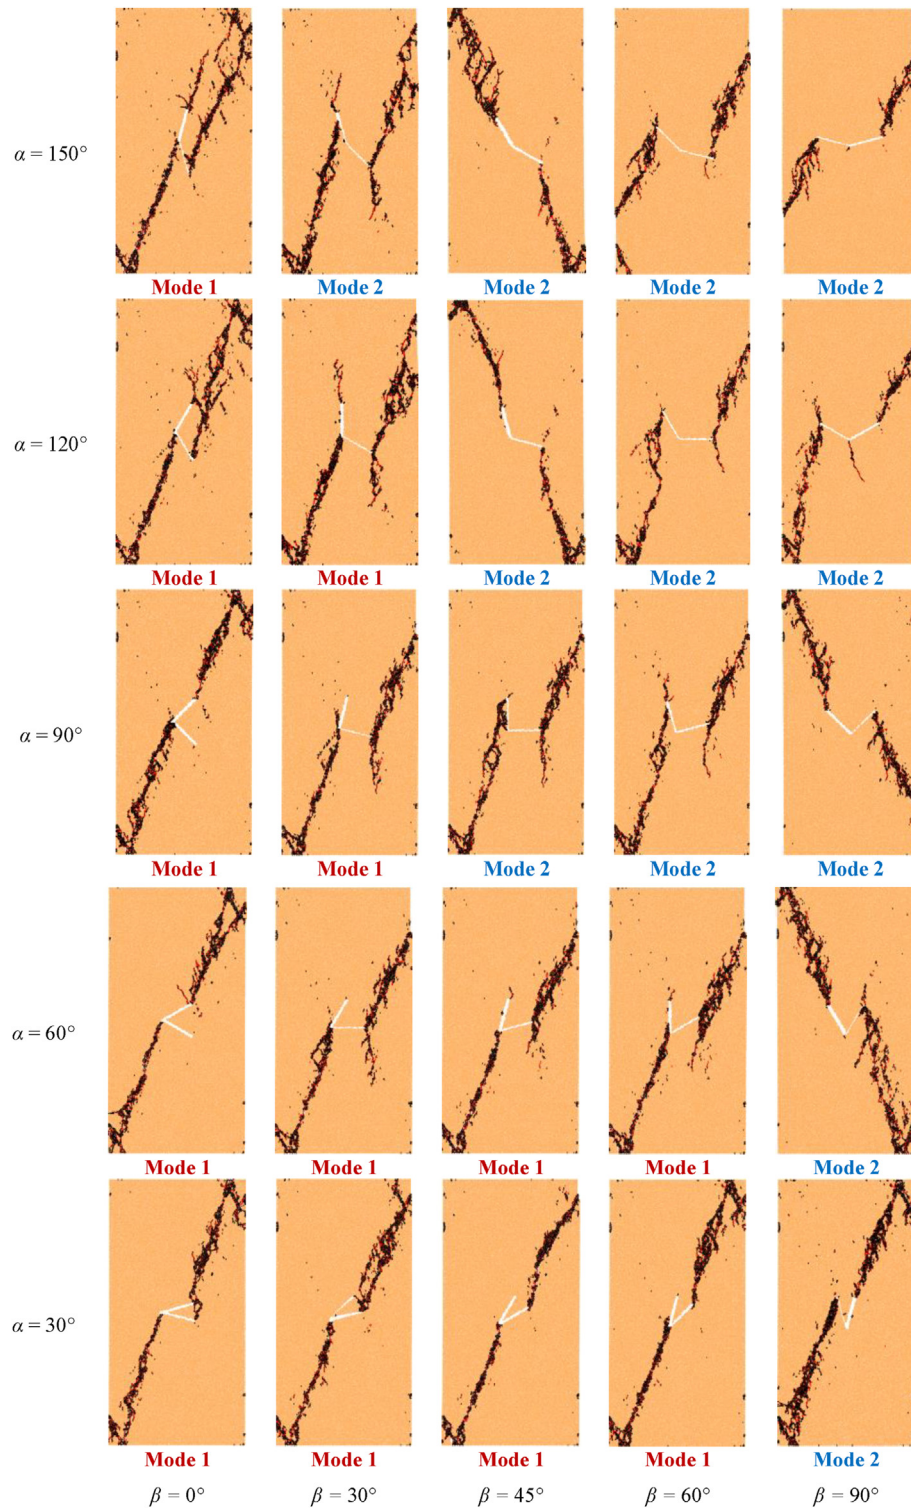 α = 150°
Mode 1 Mode 2 Mode 2 Mode 2 Mode 2
α = 120°
Mode 1 Mode 1 Mode 2 Mode 2 Mode 2
α = 90°
Mode 1 Mode 1 Mode 2 Mode 2 Mode 2
α = 60°
Mode 1 Mode 1 Mode 1 Mode 1 Mode 2
α = 30°
Mode 1 Mode 1 Mode 1 Mode 1 Mode 2
β = 0° β = 30° β = 45° β = 60° β = 90°